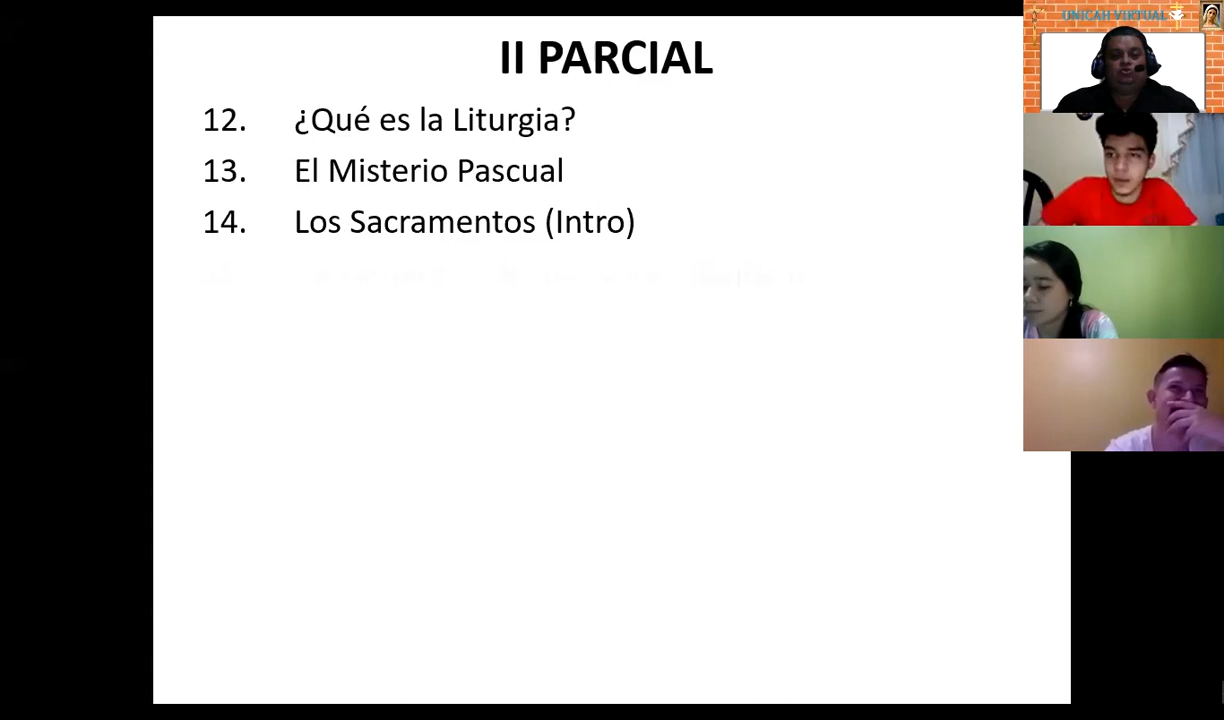 II PARCIAL
12. ¿Qué es la Liturgia?
13. El Misterio Pascual
14. Los Sacramentos (Intro)
UNICAH VIRTUAL